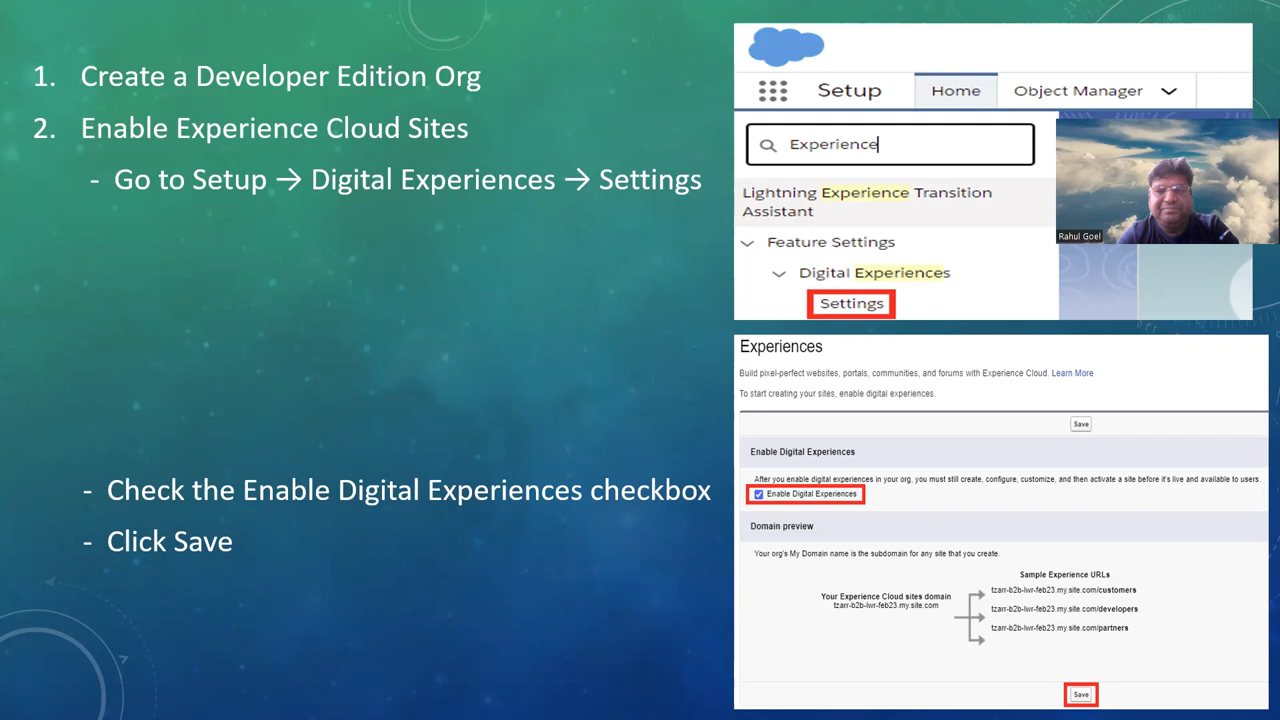 1. Create a Developer Edition Org
2. Enable Experience Cloud Sites
- Go to Setup → Digital Experiences → Settings
- Check the Enable Digital Experiences checkbox
- Click Save
Setup Home Object Manager
Experience
Lightning Experience Transition
Assistant
Feature Settings
Digital Experiences
Settings
Rahul Goel
Experiences
Build pixel-perfect websites, portals, communities, and forums with Experience Cloud. Learn More
To start creating your sites, enable digital experiences.
Save
Enable Digital Experiences
After you enable digital experiences in your org, you must still create, configure, customize, and then activate a site before it's live and available to users.
Enable Digital Experiences
Domain preview
Your org's My Domain name is the subdomain for any site that you create.
Sample Experience URLs
Your Experience Cloud sites domain
tzarr-b2b-lwr-feb23.my.site.com
tzarr-b2b-lwr-feb23.my.site.com/customers
tzarr-b2b-lwr-feb23.my.site.com/developers
tzarr-b2b-lwr-feb23.my.site.com/partners
Save